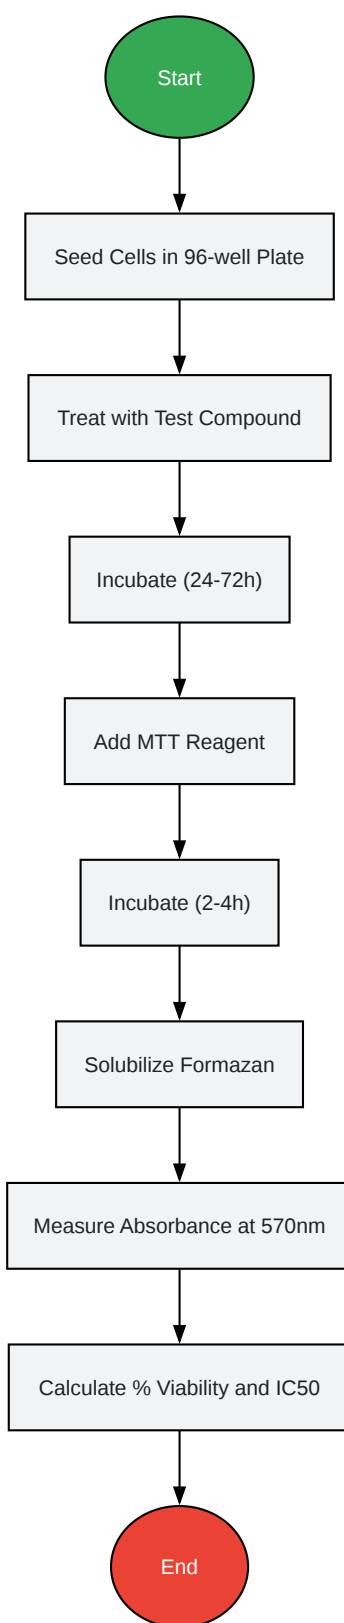 Start
Seed Cells in 96-well Plate
Treat with Test Compound
Incubate (24-72h)
Add MTT Reagent
Incubate (2-4h)
Solubilize Formazan
Measure Absorbance at 570nm
Calculate % Viability and IC50
End